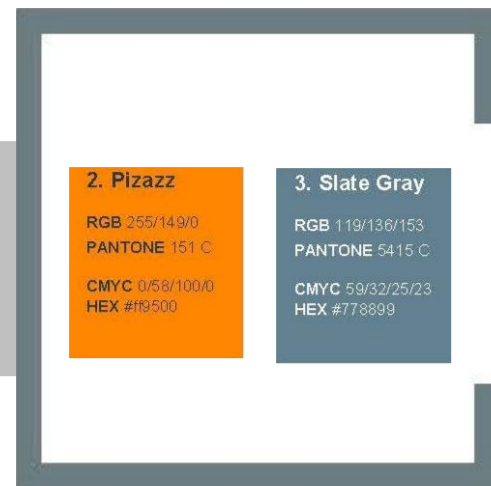 2. Pizazz
RGB 255/149/0
PANTONE 151 C
CMYC 0/58/100/0
HEX #ff9500
3. Slate Gray
RGB 119/136/153
PANTONE 5415 C
CMYC 59/32/25/23
HEX #778899